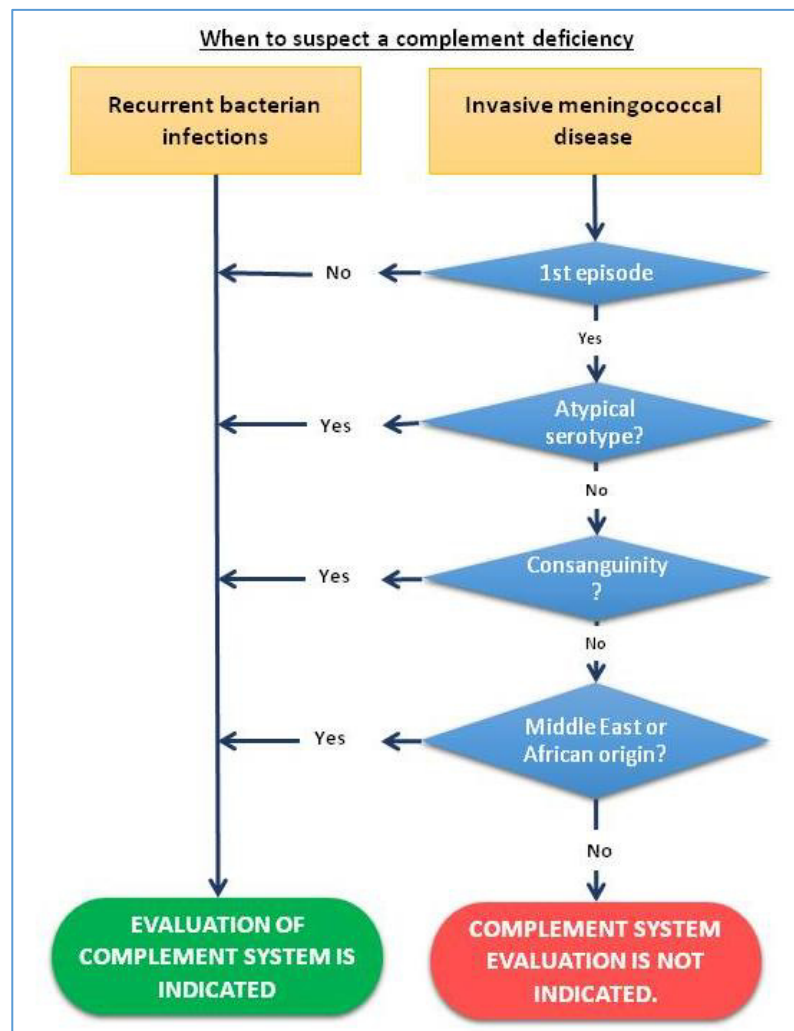 When to suspect a complement deficiency
Recurrent bacterian
infections
Invasive meningococcal
disease
1st episode
No
Yes
Atypical
serotype?
Yes
No
Consanguinity
?
Yes
No
Middle East or
African origin?
Yes
No
EVALUATION OF
COMPLEMENT SYSTEM IS
INDICATED
COMPLEMENT SYSTEM
EVALUATION IS NOT
INDICATED.